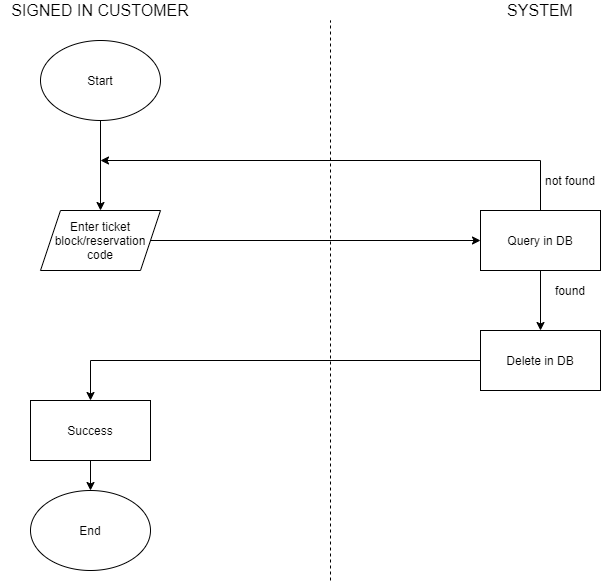 SIGNED IN CUSTOMER
SYSTEM
Start
not found
Enter ticket
block/reservation
code
Query in DB
found
Delete in DB
Success
End